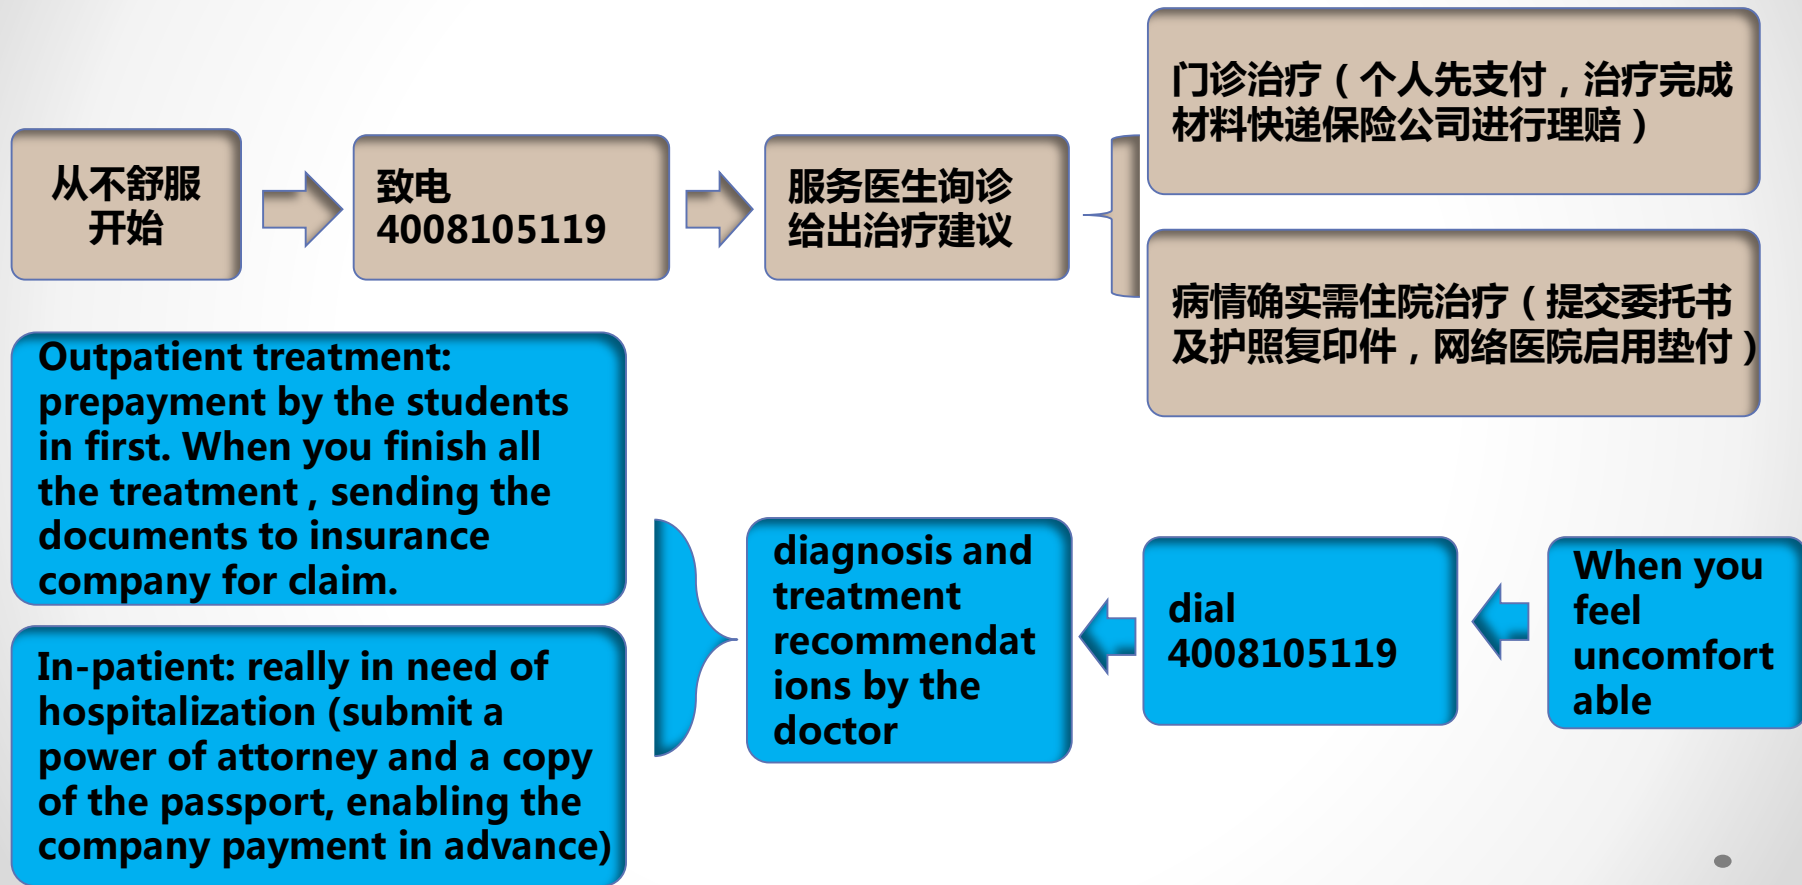 从不舒服
开始
致电
4008105119
服务医生询诊
给出治疗建议
门诊治疗（个人先支付，治疗完成
材料快递保险公司进行理赔）
病情确实需住院治疗（提交委托书
及护照复印件，网络医院启用垫付）
Outpatient treatment:
prepayment by the students
in first. When you finish all
the treatment , sending the
documents to insurance
company for claim.
In-patient: really in need of
hospitalization (submit a
power of attorney and a copy
of the passport, enabling the
company payment in advance)
diagnosis and
treatment
recommendat
ions by the
doctor
dial
4008105119
When you
feel
uncomfort
able